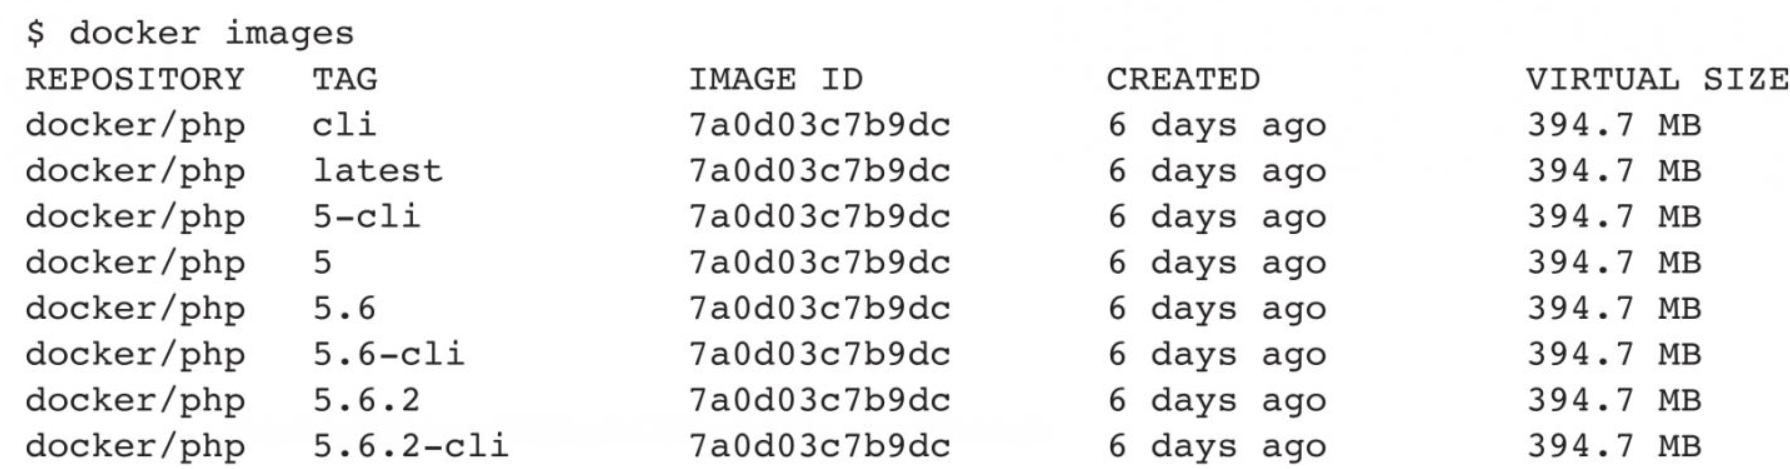 $ docker images
REPOSITORY TAG IMAGE ID CREATED VIRTUAL SIZE
docker/php cli 7a0d03c7b9dc 6 days ago 394.7 MB
docker/php latest 7a0d03c7b9dc 6 days ago 394.7 MB
docker/php 5-cli 7a0d03c7b9dc 6 days ago 394.7 MB
docker/php 5 7a0d03c7b9dc 6 days ago 394.7 MB
docker/php 5.6 7a0d03c7b9dc 6 days ago 394.7 MB
docker/php 5.6-cli 7a0d03c7b9dc 6 days ago 394.7 MB
docker/php 5.6.2 7a0d03c7b9dc 6 days ago 394.7 MB
docker/php 5.6.2-cli 7a0d03c7b9dc 6 days ago 394.7 MB